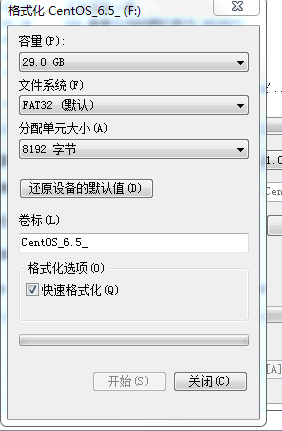 格式化 CentOS_6.5_ (F:)
容量(P):
29.0 GB
文件系统(F)
FAT32 (默认)
分配单元大小(A)
8192 字节
还原设备的默认值(D)
卷标(L)
CentOS_6.5_
格式化选项(O)
快速格式化(Q)
开始(S)
关闭(C)
1.0
Cen
[A]